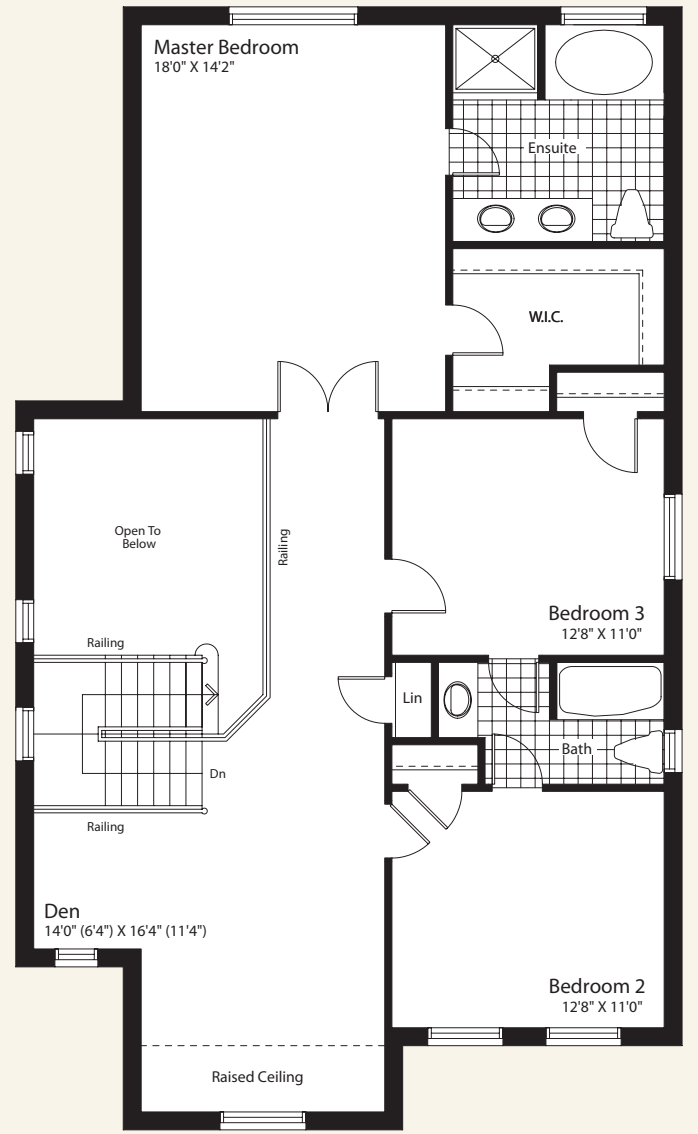 Master Bedroom
18'0" X 14'2"
Ensuite
W.I.C.
Open To
Below
Railing
Bedroom 3
12'8" X 11'0"
Railing
Lin
Bath
Dn
Railing
Den
14'0" (6'4") X 16'4" (11'4")
Bedroom 2
12'8" X 11'0"
Raised Ceiling